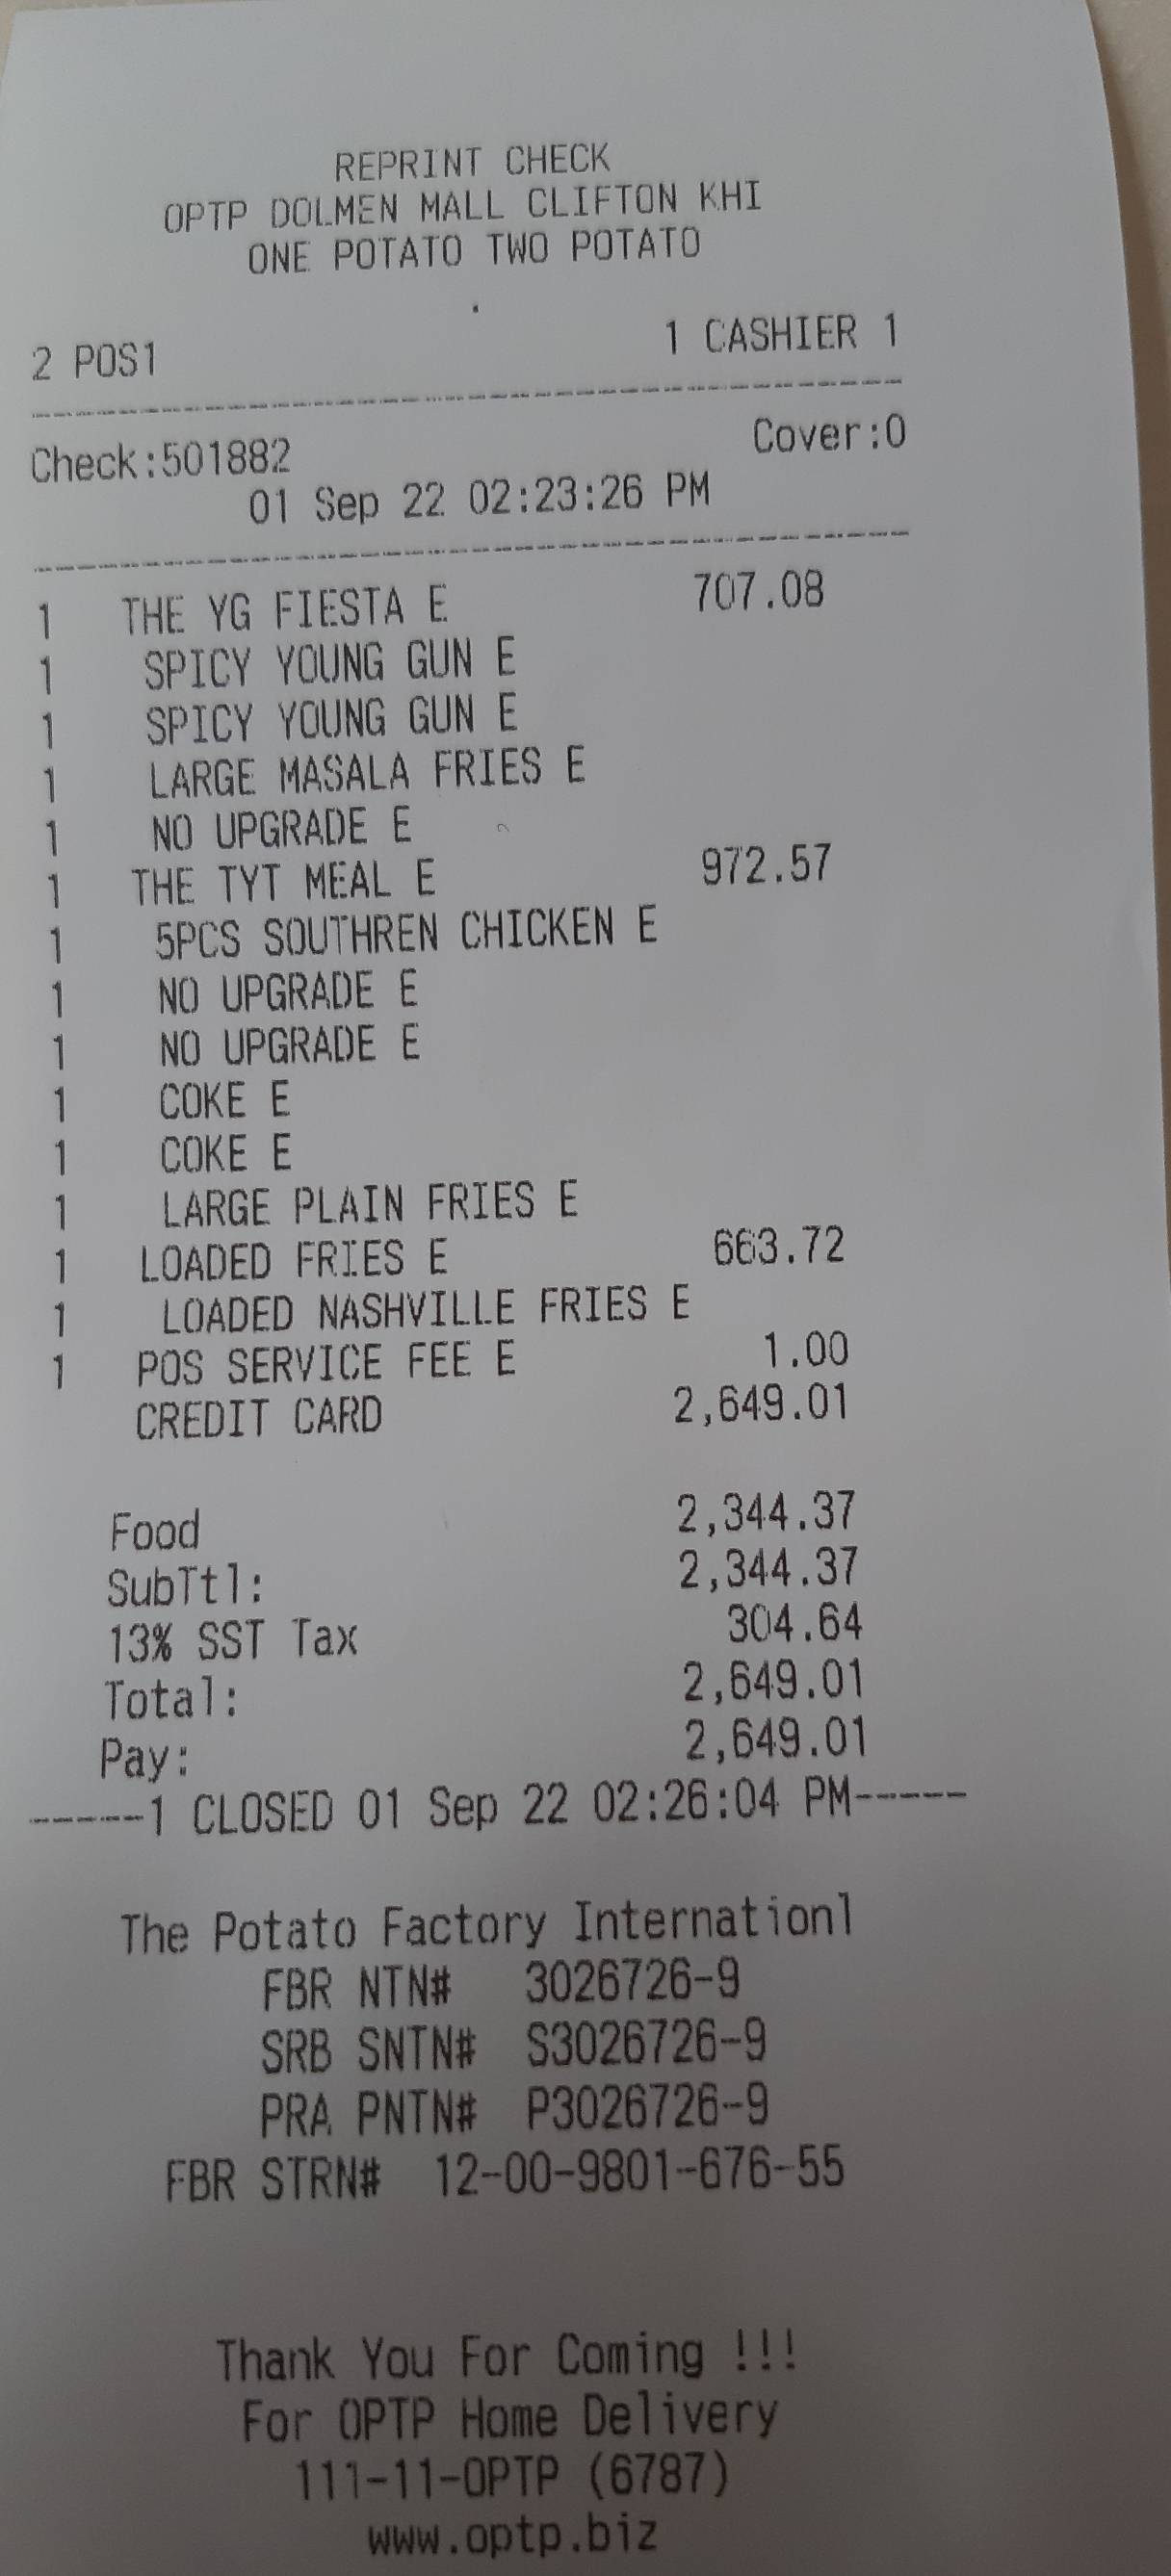 REPRINT CHECK
OPTP DOLMEN MALL CLIFTON KHI
ONE POTATO TWO POTATO
2 POS1 1 CASHIER 1
Check:501882 Cover:0
01 Sep 22 02:23:26 PM
1 THE YG FIESTA E 707.08
1 SPICY YOUNG GUN E
1 SPICY YOUNG GUN E
1 LARGE MASALA FRIES E
1 NO UPGRADE E
1 THE TYT MEAL E 972.57
1 5PCS SOUTHREN CHICKEN E
1 NO UPGRADE E
1 NO UPGRADE E
1 COKE E
1 COKE E
1 LARGE PLAIN FRIES E
1 LOADED FRIES E 663.72
1 LOADED NASHVILLE FRIES E
1 POS SERVICE FEE E 1.00
CREDIT CARD 2,649.01
Food 2,344.37
SubTtl: 2,344.37
13% SST Tax 304.64
Total: 2,649.01
Pay: 2,649.01
------1 CLOSED 01 Sep 22 02:26:04 PM-----
The Potato Factory Internationl
FBR NTN# 3026726-9
SRB SNTN# S3026726-9
PRA PNTN# P3026726-9
FBR STRN# 12-00-9801-676-55
Thank You For Coming !!!
For OPTP Home Delivery
111-11-OPTP (6787)
www.optp.biz